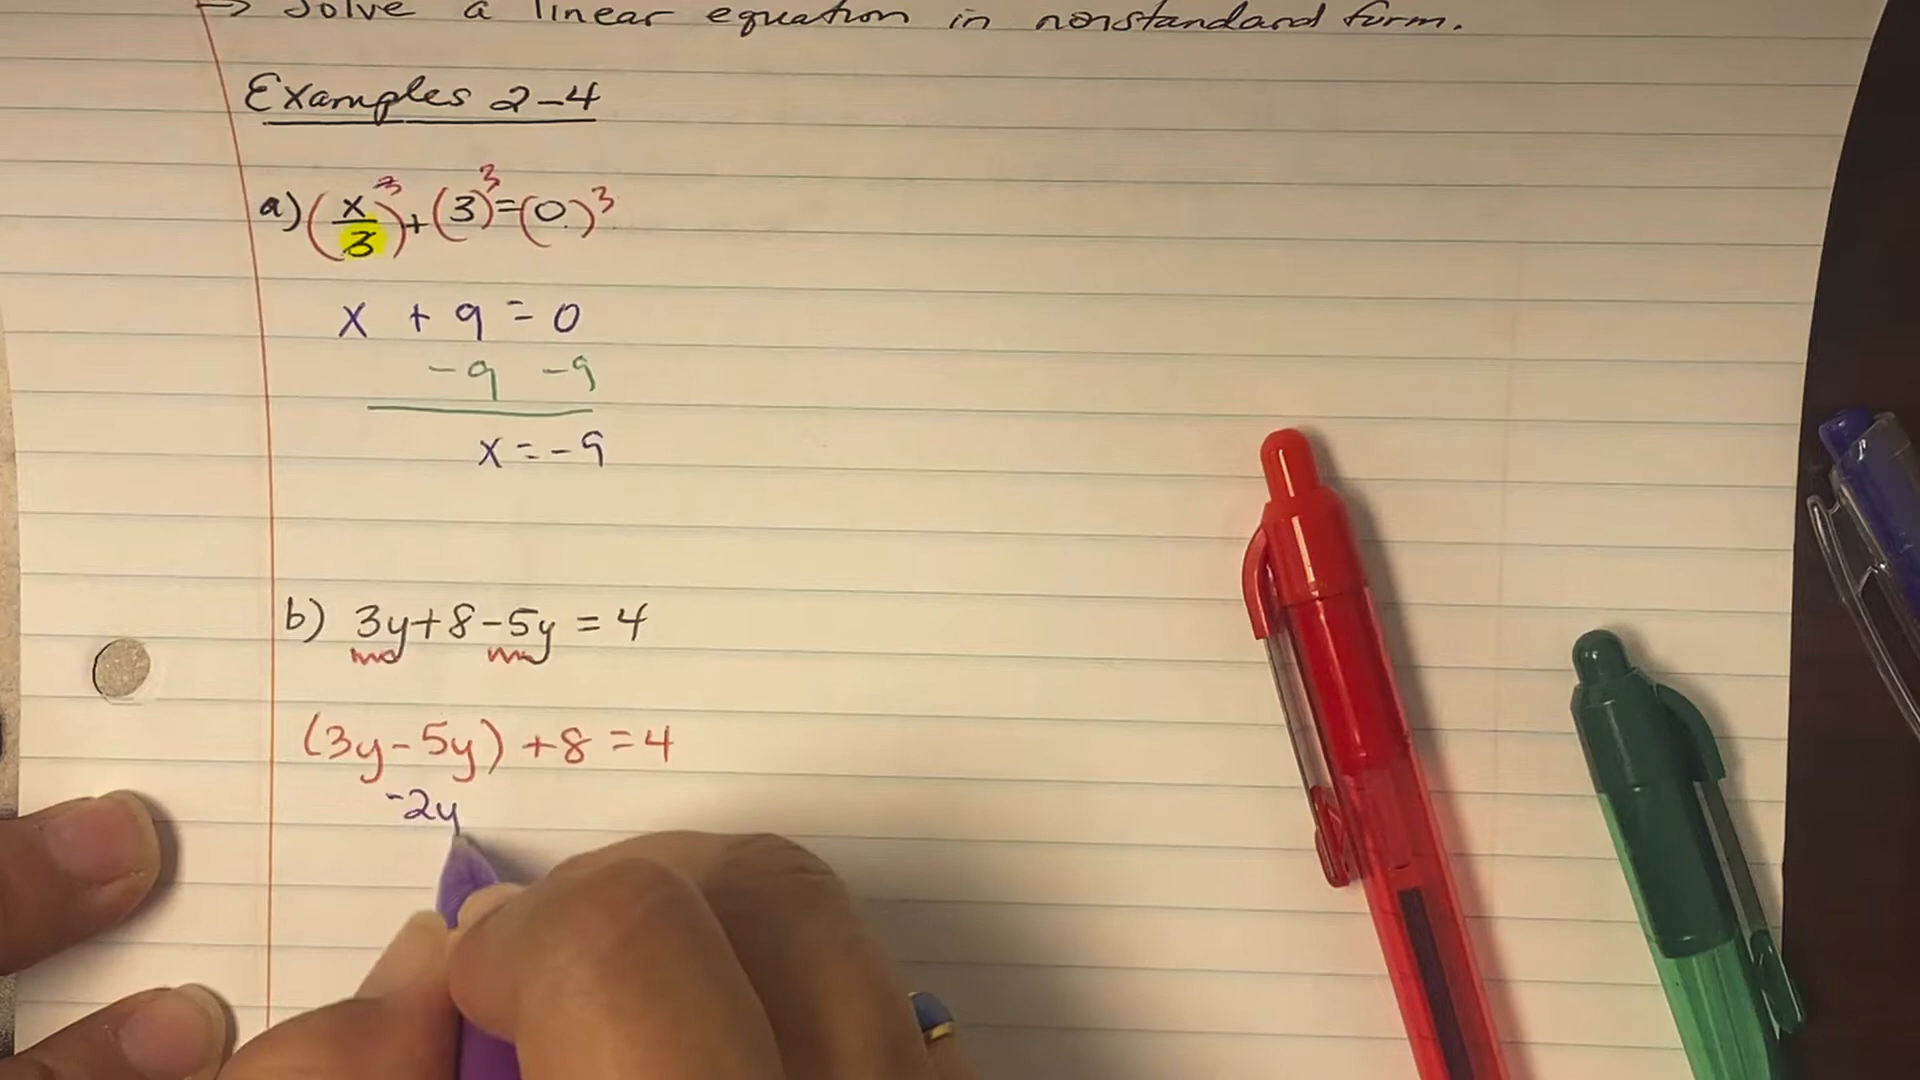 → Solve a linear equation in nonstandard form.
Examples 2-4
a) (x/3)³ + (3)³ = (0)³
x + 9 = 0
-9 -9
x = -9
b) 3y+8-5y = 4
(3y-5y) +8 = 4
-2y